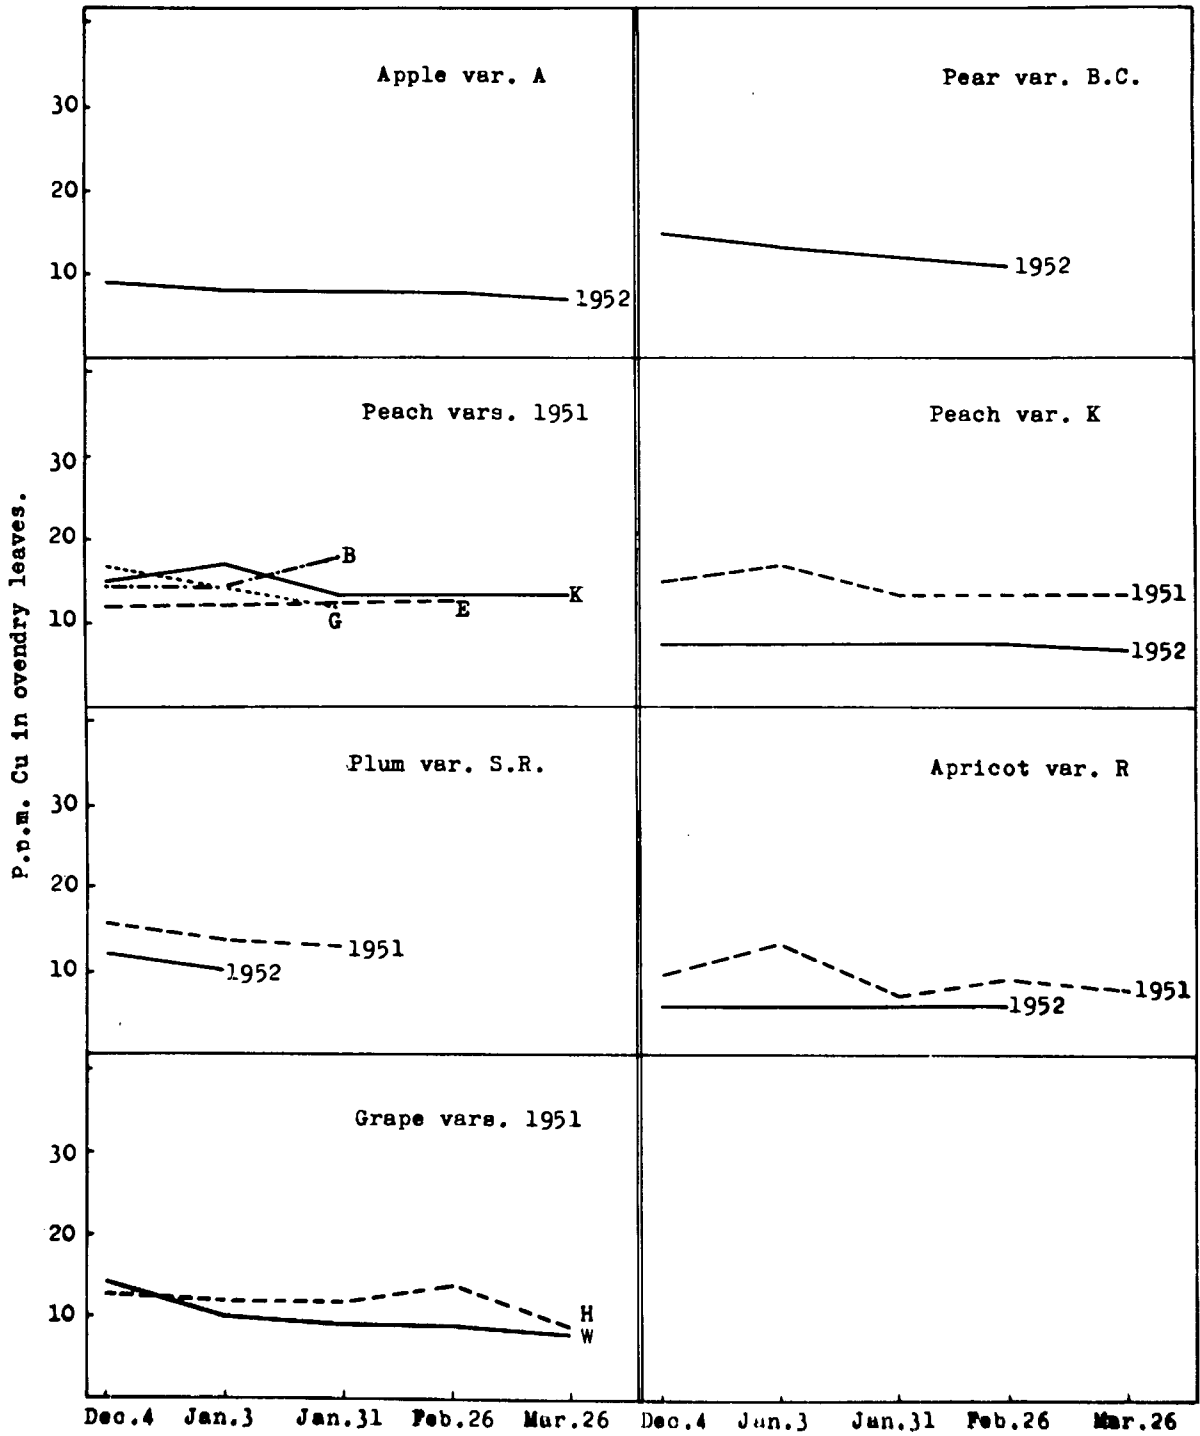 P.p.m. Cu in ovendry leaves.
Apple var. A
30
20
10
1952
Pear var. B.C.
1952
Peach vars. 1951
30
20
10
B
K
E
G
Peach var. K
1951
1952
Plum var. S.R.
30
20
10
1951
1952
Apricot var. R
1951
1952
Grape vars. 1951
30
20
10
H
W
Dec.4 Jan.3 Jan.31 Feb.26 Mar.26 Dec.4 Jan.3 Jan.31 Feb.26 Mar.26